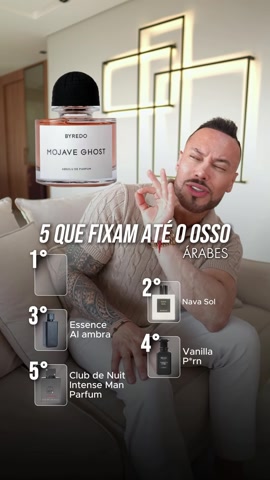 BYREDO
MOJAVE GHOST
5 QUE FIXAM ATÉ O OSSO
ÁRABES
1°
2°
Nava Sol
3°
Essence
Al ambra
4°
Vanilla
P*rn
5°
Club de Nuit
Intense Man
Parfum